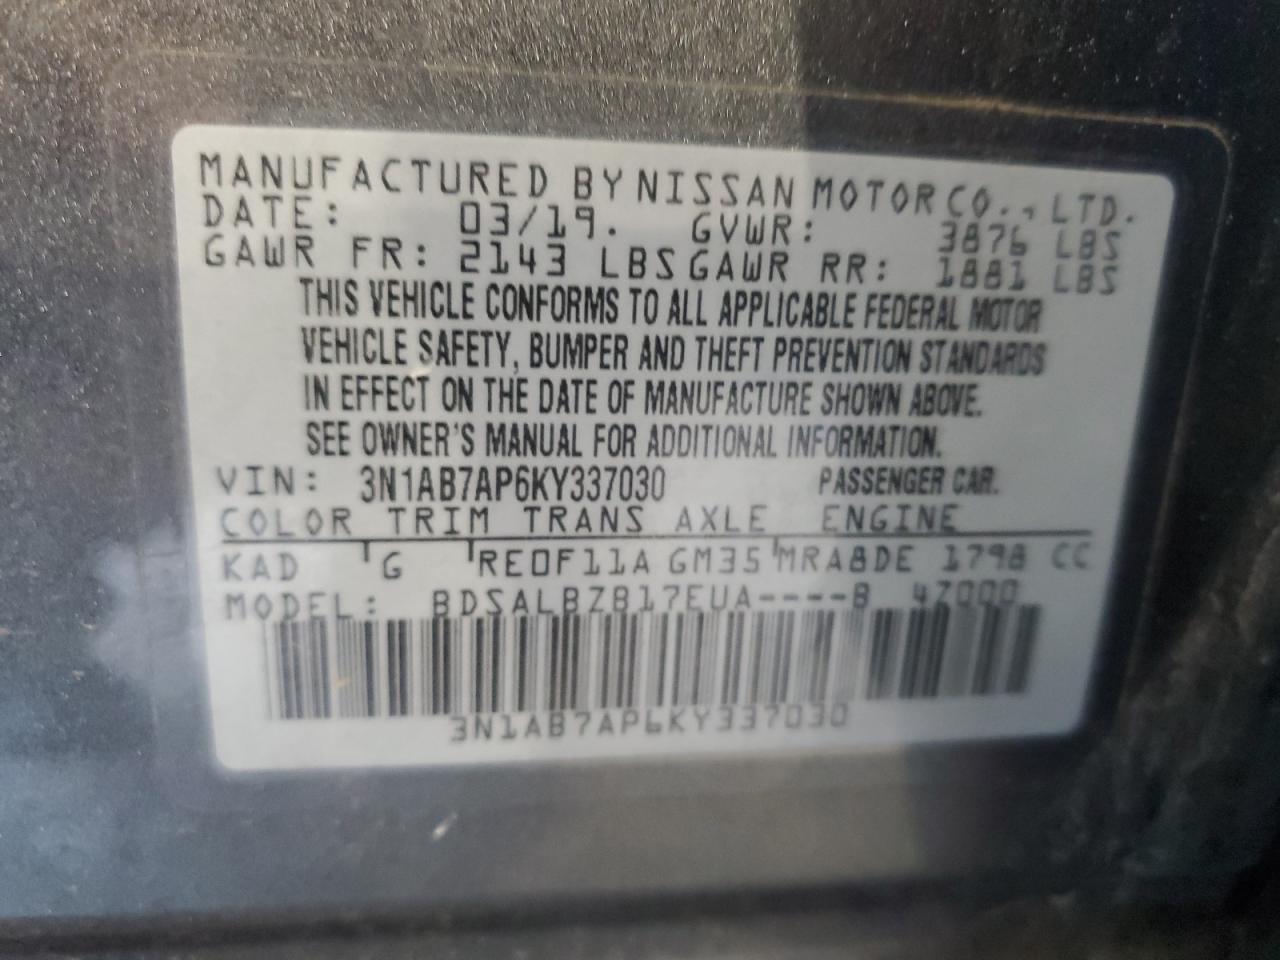 MANUFACTURED BY NISSAN MOTOR CO., LTD.
DATE: 03/19. GVWR: 3876 LBS
GAWR FR: 2143 LBS GAWR RR: 1881 LBS
THIS VEHICLE CONFORMS TO ALL APPLICABLE FEDERAL MOTOR
VEHICLE SAFETY, BUMPER AND THEFT PREVENTION STANDARDS
IN EFFECT ON THE DATE OF MANUFACTURE SHOWN ABOVE.
SEE OWNER'S MANUAL FOR ADDITIONAL INFORMATION.
VIN: 3N1AB7AP6KY337030 PASSENGER CAR.
COLOR TRIM TRANS AXLE ENGINE
KAD G RE0F11A GM35 MRA8DE 1798 CC
MODEL: BDSALBZB17EUA----B 47000
3N1AB7AP6KY337030